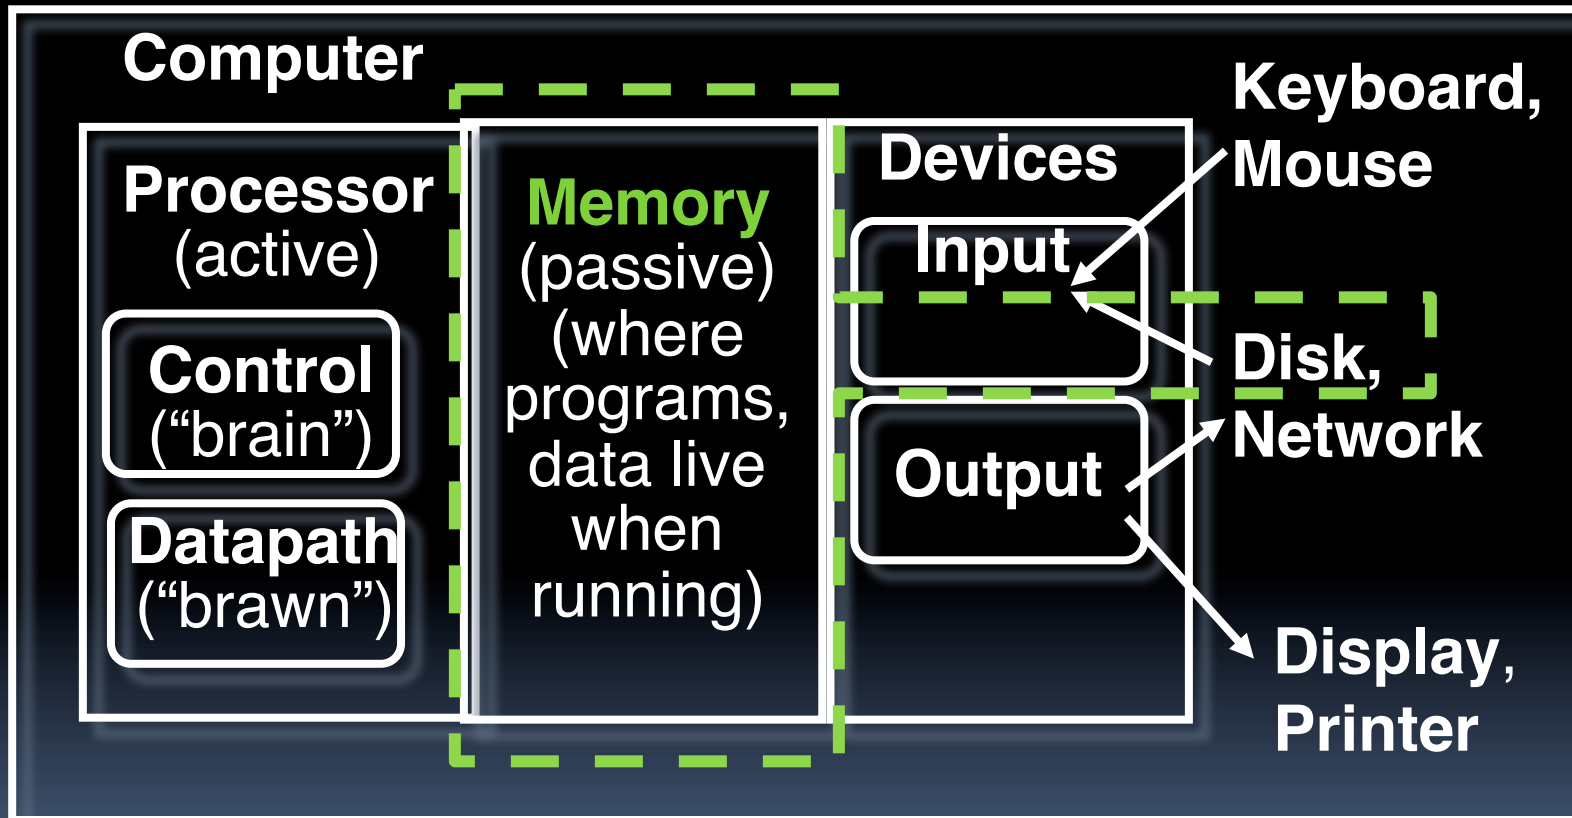 Computer
Processor
(active)
Control
(“brain”)
Datapath
(“brawn”)
Memory
(passive)
(where
programs,
data live
when
running)
Devices
Input
Output
Keyboard,
Mouse
Disk,
Network
Display,
Printer